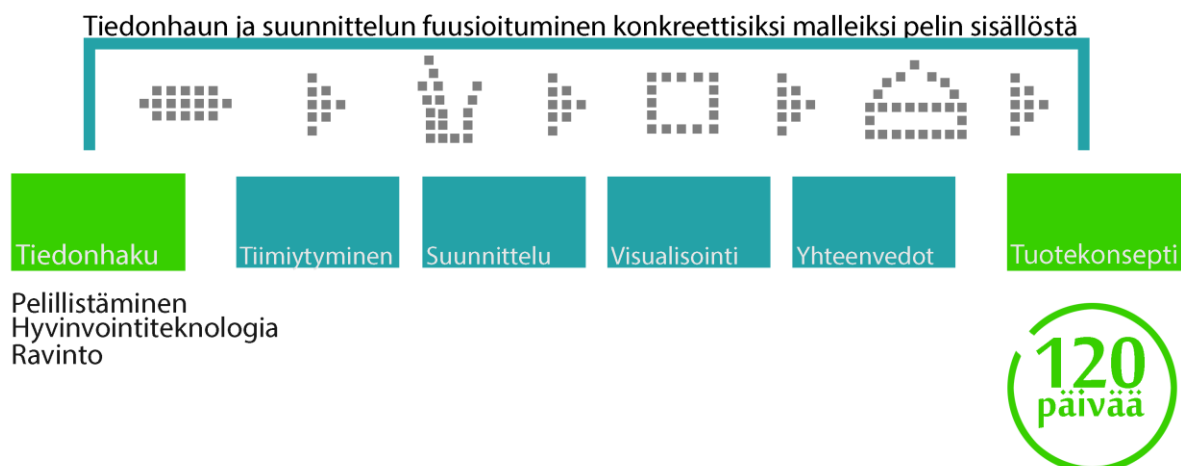 Tiedonhaun ja suunnittelun fuusioituminen konkreettisiksi malleiksi pelin sisällöstä
Tiedonhaku
Tiimiytyminen
Suunnittelu
Visualisointi
Yhteenvedot
Tuotekonsepti
Pelillistäminen
Hyvinvointiteknologia
Ravinto
120
päivää